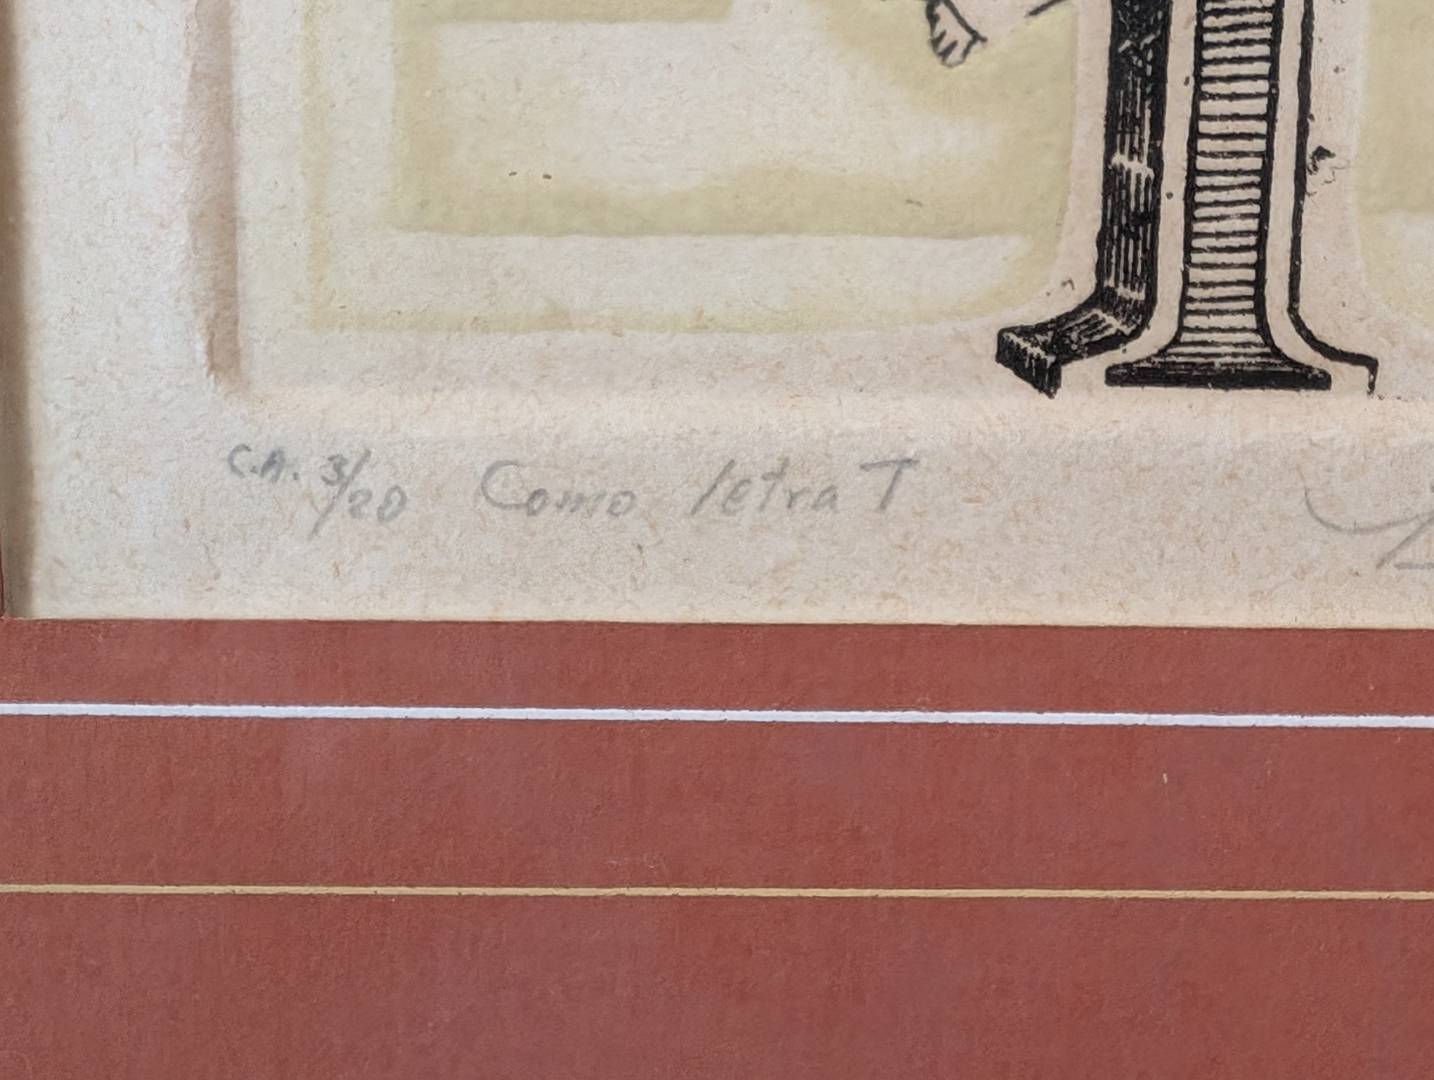 C.A. 3/20 Como letra T